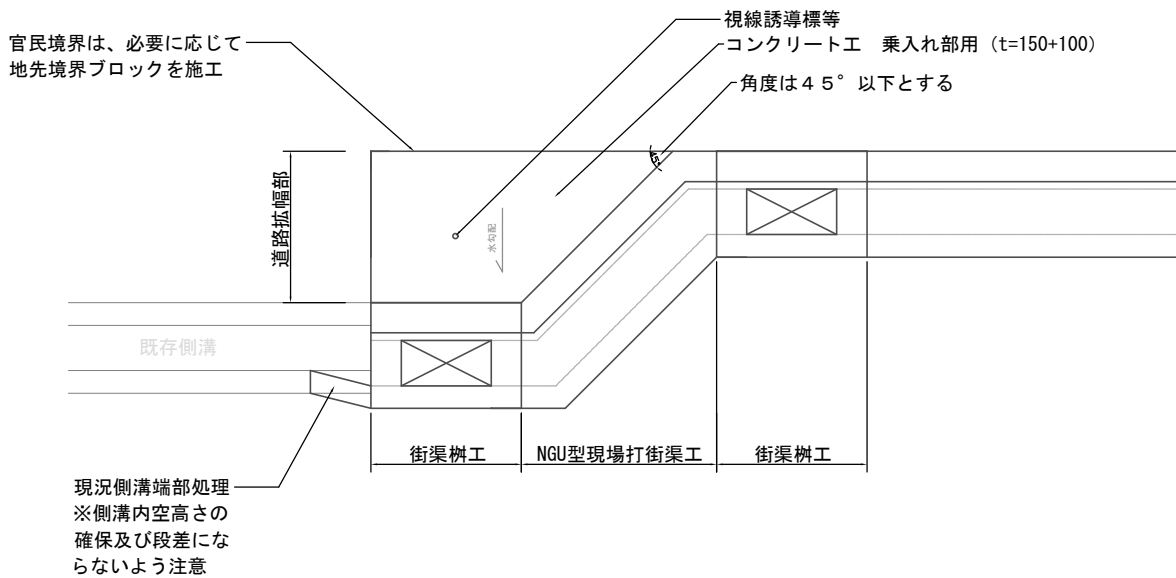 視線誘導標等
官民境界は、必要に応じて
地先境界ブロックを施工
コンクリート工　乗入れ部用（t=150+100）
角度は４５°以下とする
45°
道路拡幅部
水勾配
既存側溝
街渠桝工
NGU型現場打街渠工
街渠桝工
現況側溝端部処理
※側溝内空高さの
確保及び段差にな
らないよう注意